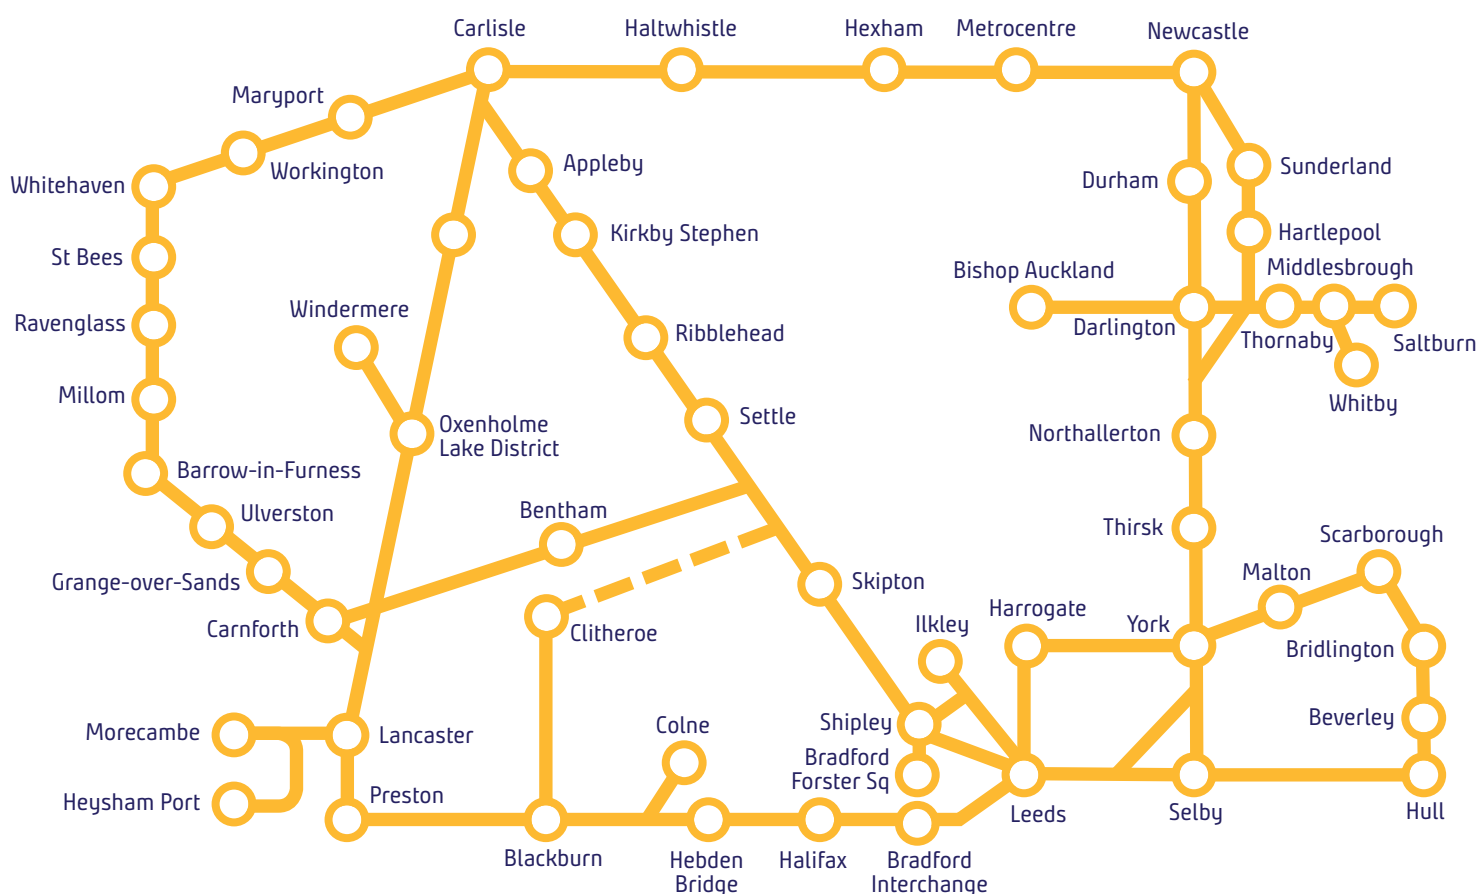 Carlisle
Haltwhistle
Hexham
Metrocentre
Newcastle
Maryport
Workington
Whitehaven
Appleby
Durham
Sunderland
St Bees
Kirkby Stephen
Hartlepool
Bishop Auckland
Middlesbrough
Windermere
Ravenglass
Ribblehead
Darlington
Thornaby
Saltburn
Millom
Whitby
Settle
Oxenholme
Lake District
Northallerton
Barrow-in-Furness
Ulverston
Bentham
Thirsk
Scarborough
Grange-over-Sands
Skipton
Malton
Harrogate
York
Carnforth
Clitheroe
Ilkley
Bridlington
Morecambe
Lancaster
Colne
Shipley
Beverley
Bradford
Forster Sq
Heysham Port
Preston
Leeds
Selby
Hull
Blackburn
Hebden
Bridge
Halifax
Bradford
Interchange